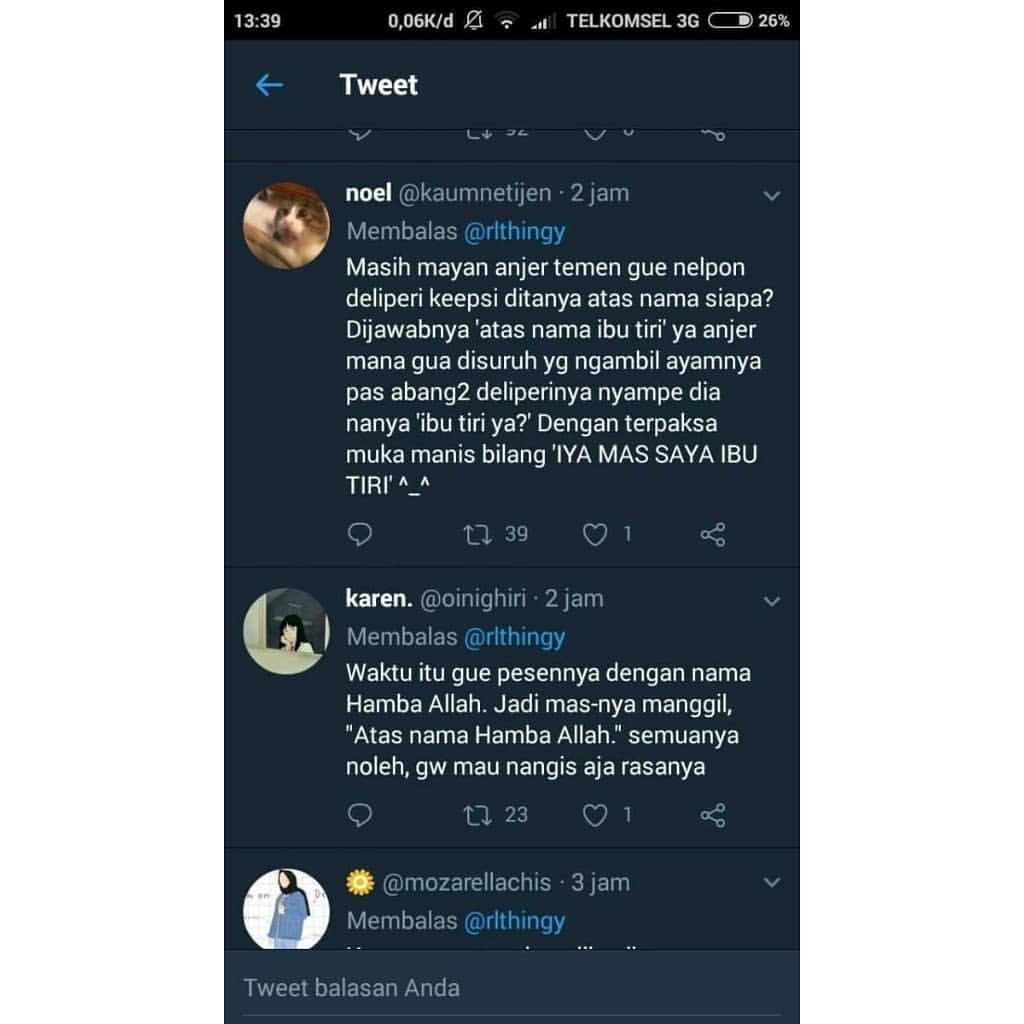 13:39 0,06K/d TELKOMSEL 3G 26%
Tweet
noel @kaumnetijen · 2 jam
Membalas @rlthingy
Masih mayan anjer temen gue nelpon
deliperi keepsi ditanya atas nama siapa?
Dijawabnya 'atas nama ibu tiri' ya anjer
mana gua disuruh yg ngambil ayamnya
pas abang2 deliperinya nyampe dia
nanya 'ibu tiri ya?' Dengan terpaksa
muka manis bilang 'IYA MAS SAYA IBU
TIRI' ^_^
39 1
karen. @oinighiri · 2 jam
Membalas @rlthingy
Waktu itu gue pesennya dengan nama
Hamba Allah. Jadi mas-nya manggil,
"Atas nama Hamba Allah." semuanya
noleh, gw mau nangis aja rasanya
23 1
🌼 @mozarellachis · 3 jam
Membalas @rlthingy
Tweet balasan Anda